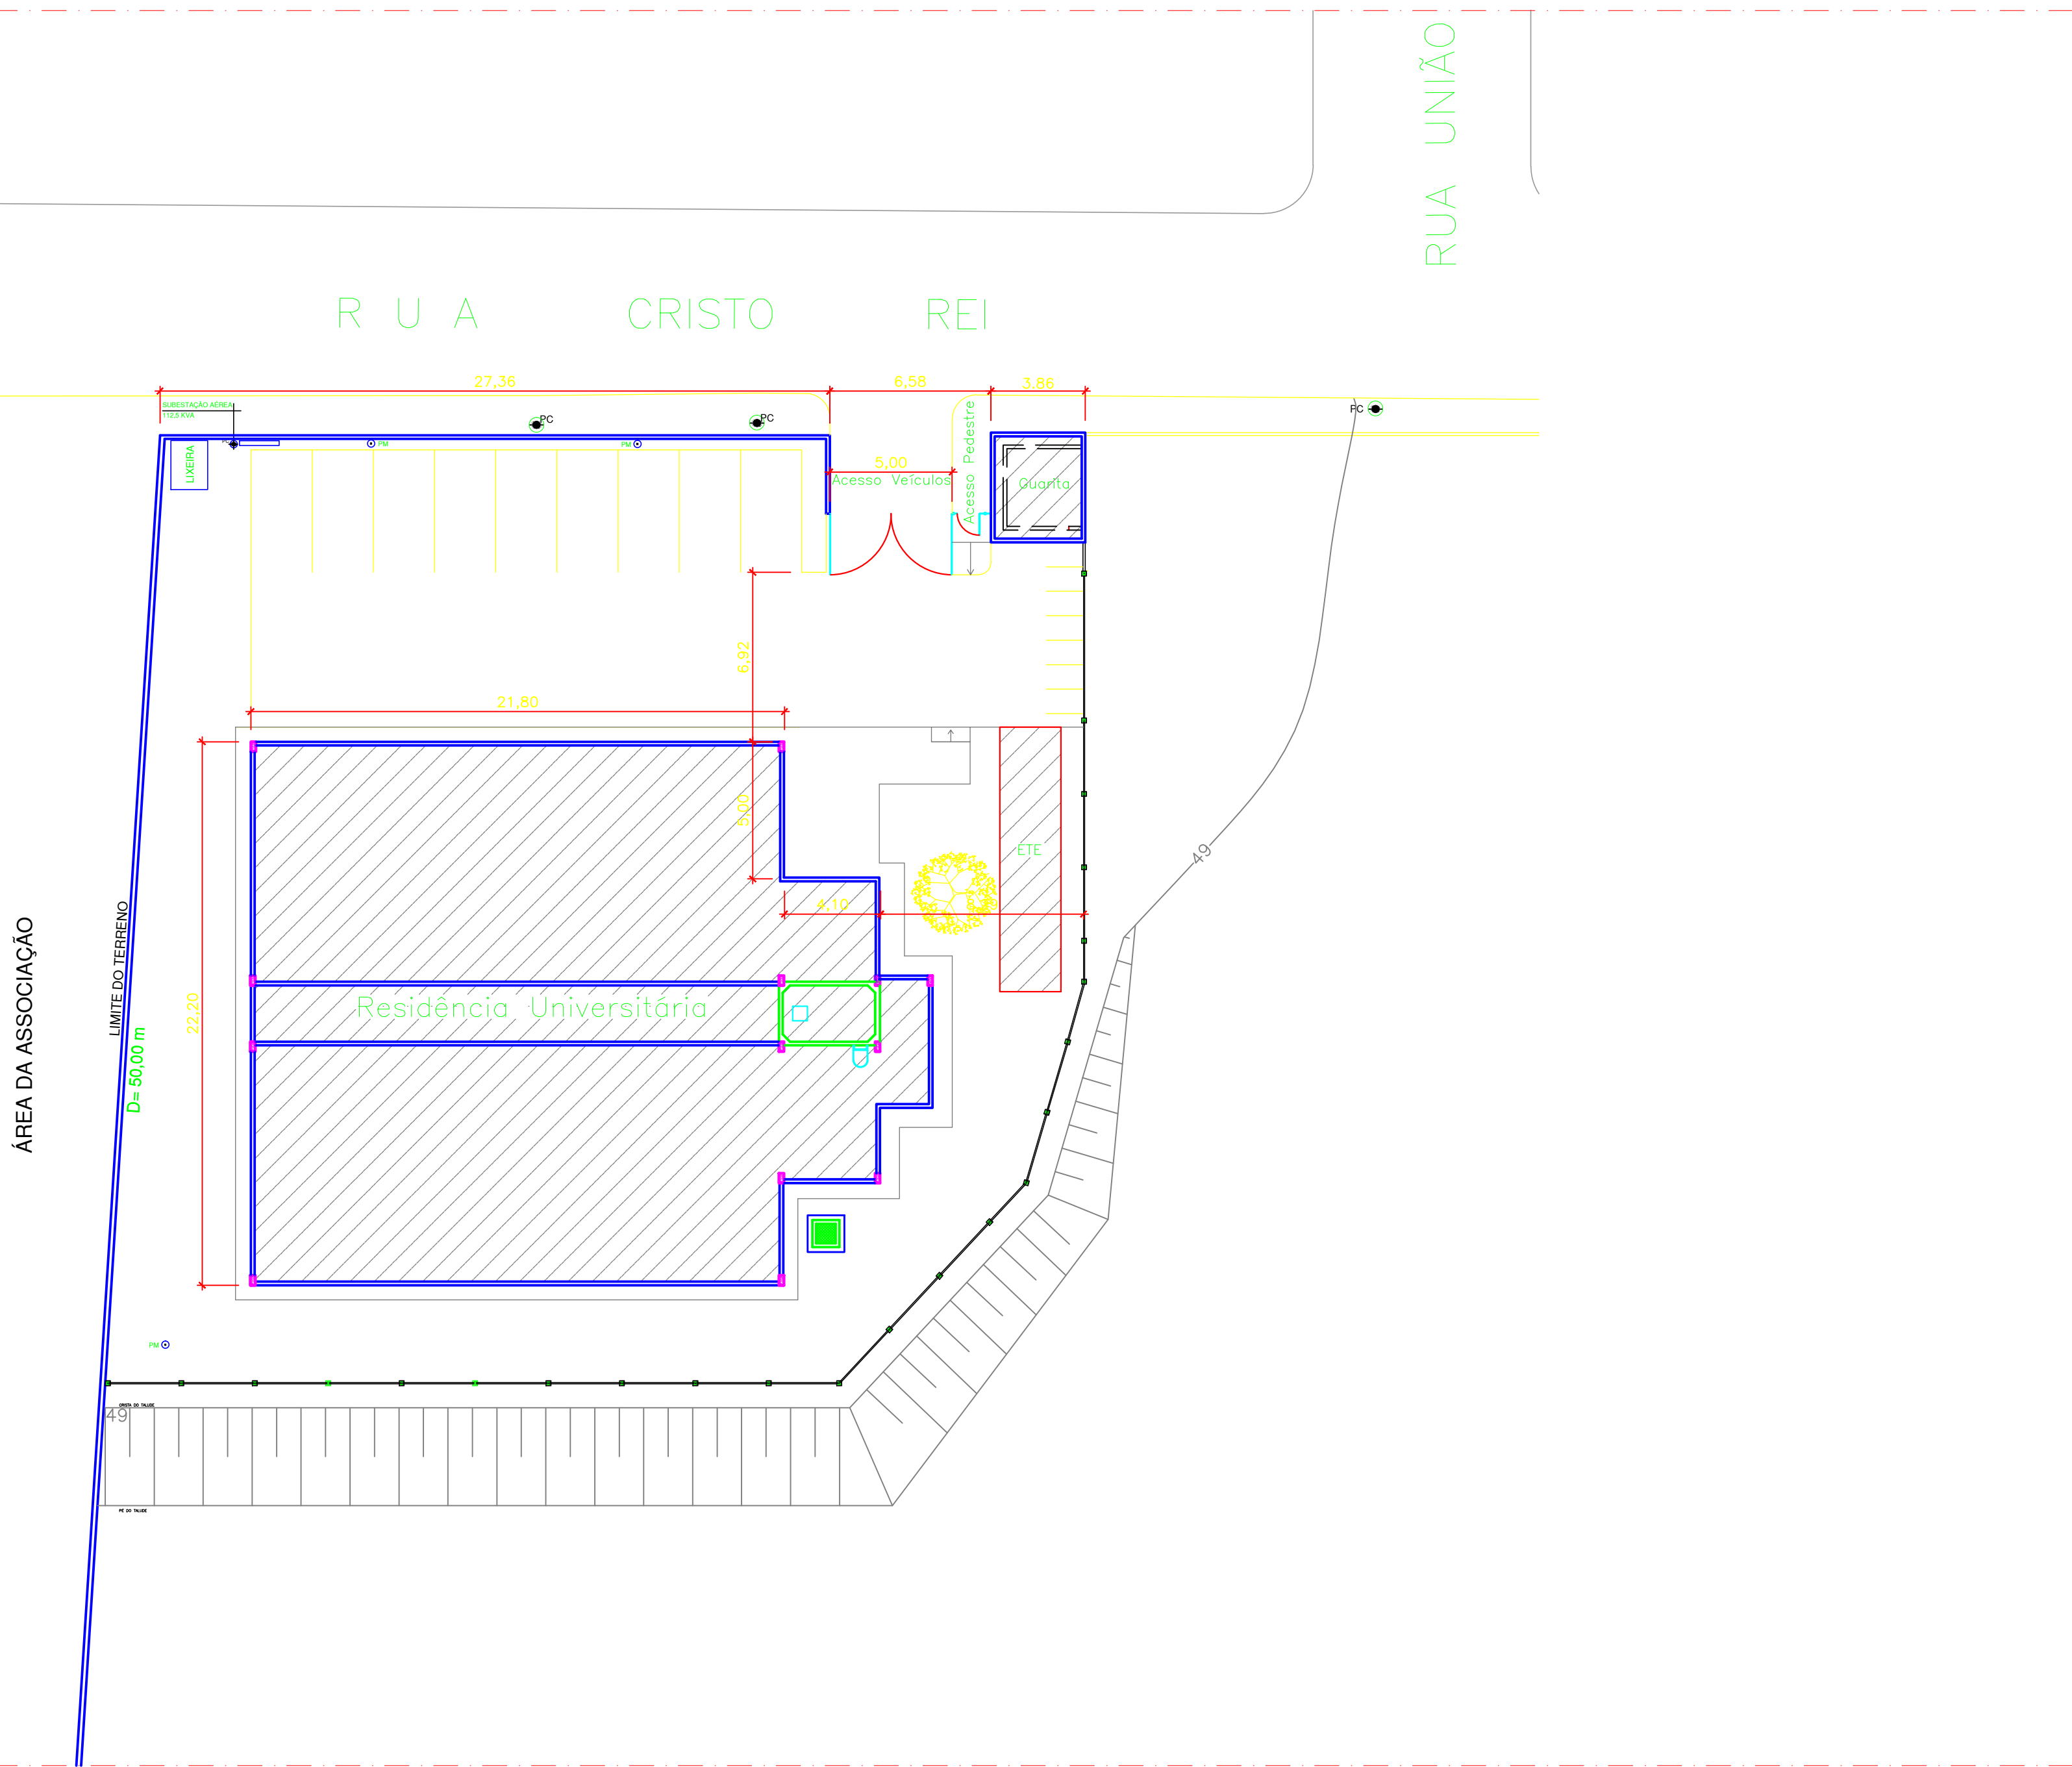 RUA UNIÃO
R U A CRISTO REI
27,36
6,58
3.86
SUBESTAÇÃO AÉREA
112,5 KVA
PC
PC
PC
PM
PM
LIXEIRA
5,00
Acesso Veículos
Acesso Pedestre
Guarita
6,92
21,80
5,00
ETE
49
4,10
LIMITE DO TERRENO
ÁREA DA ASSOCIAÇÃO
D= 50,00 m
22,20
Residência Universitária
PM
CRISTA DO TALUDE
49
PÉ DO TALUDE